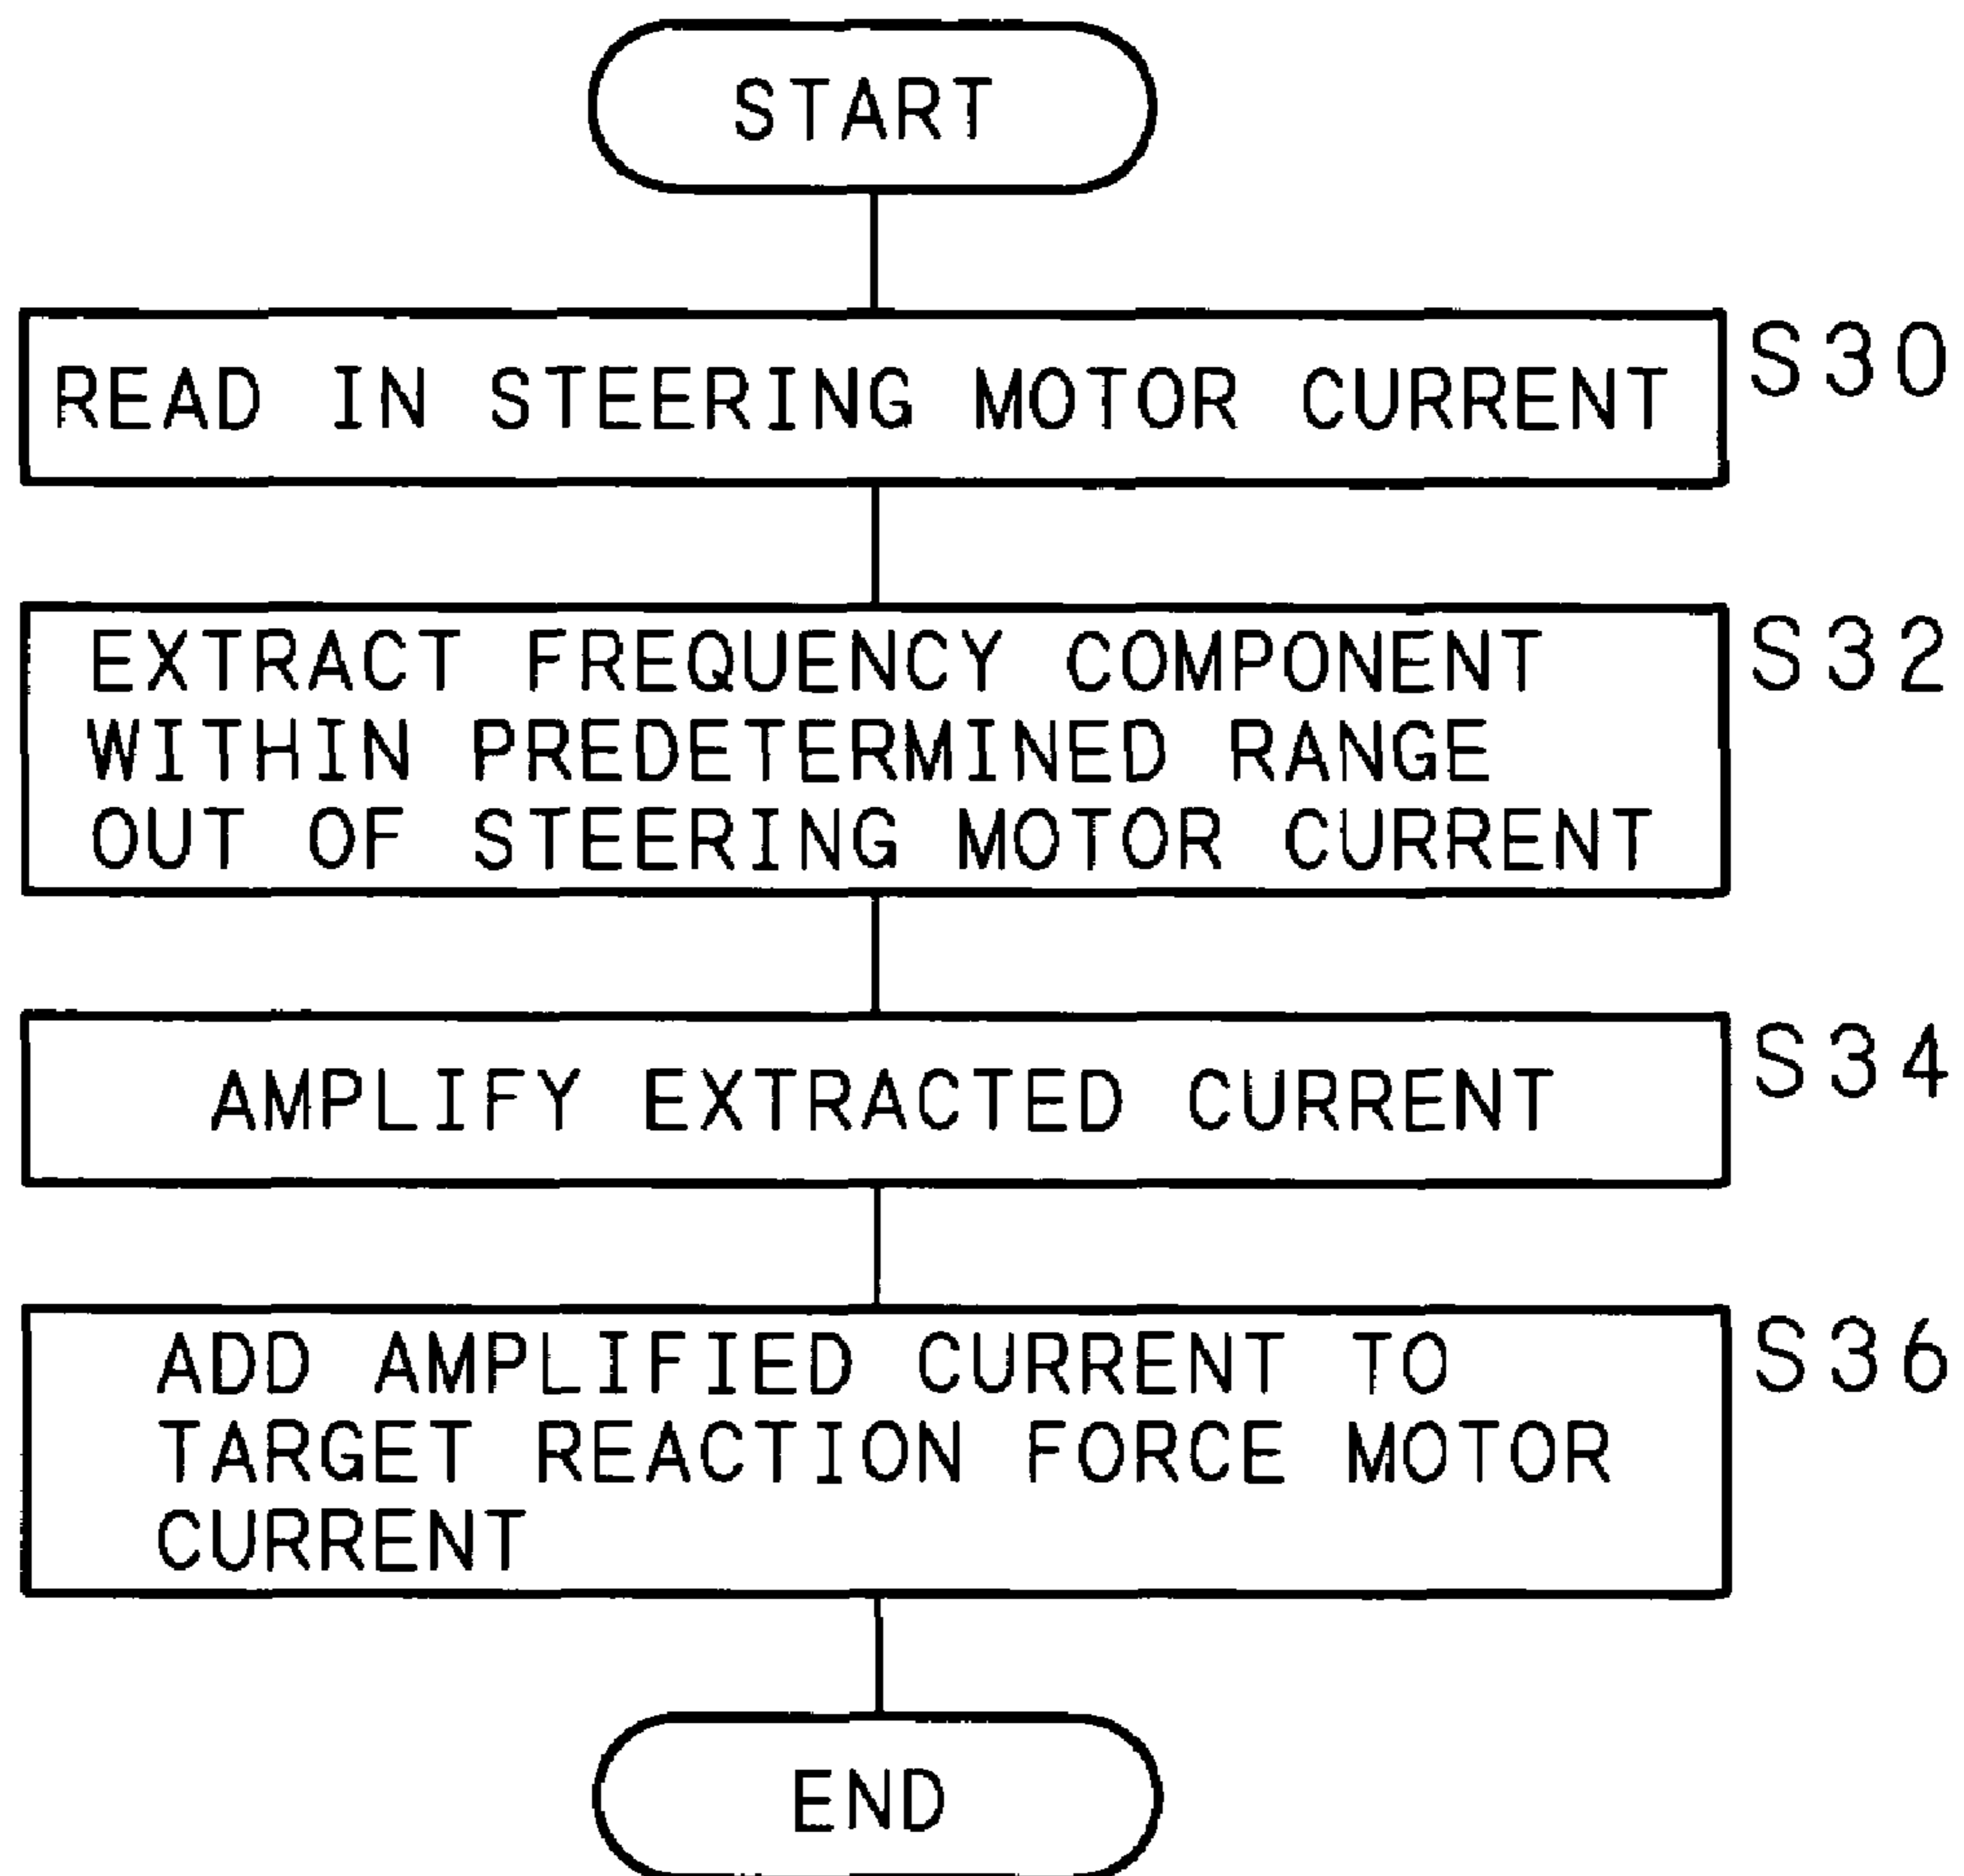 START
READ IN STEERING MOTOR CURRENT
S30
EXTRACT FREQUENCY COMPONENT
WITHIN PREDETERMINED RANGE
OUT OF STEERING MOTOR CURRENT
S32
AMPLIFY EXTRACTED CURRENT
S34
ADD AMPLIFIED CURRENT TO
TARGET REACTION FORCE MOTOR
CURRENT
S36
END